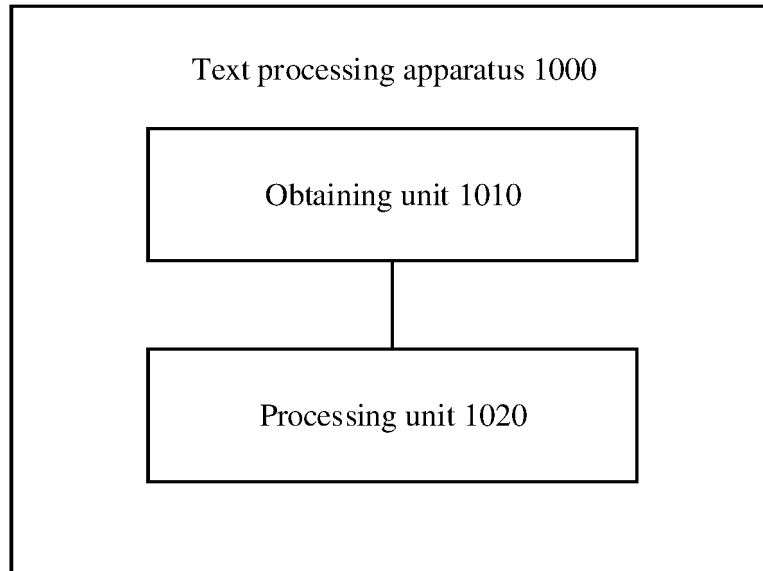 Text processing apparatus 1000
Obtaining unit 1010
Processing unit 1020